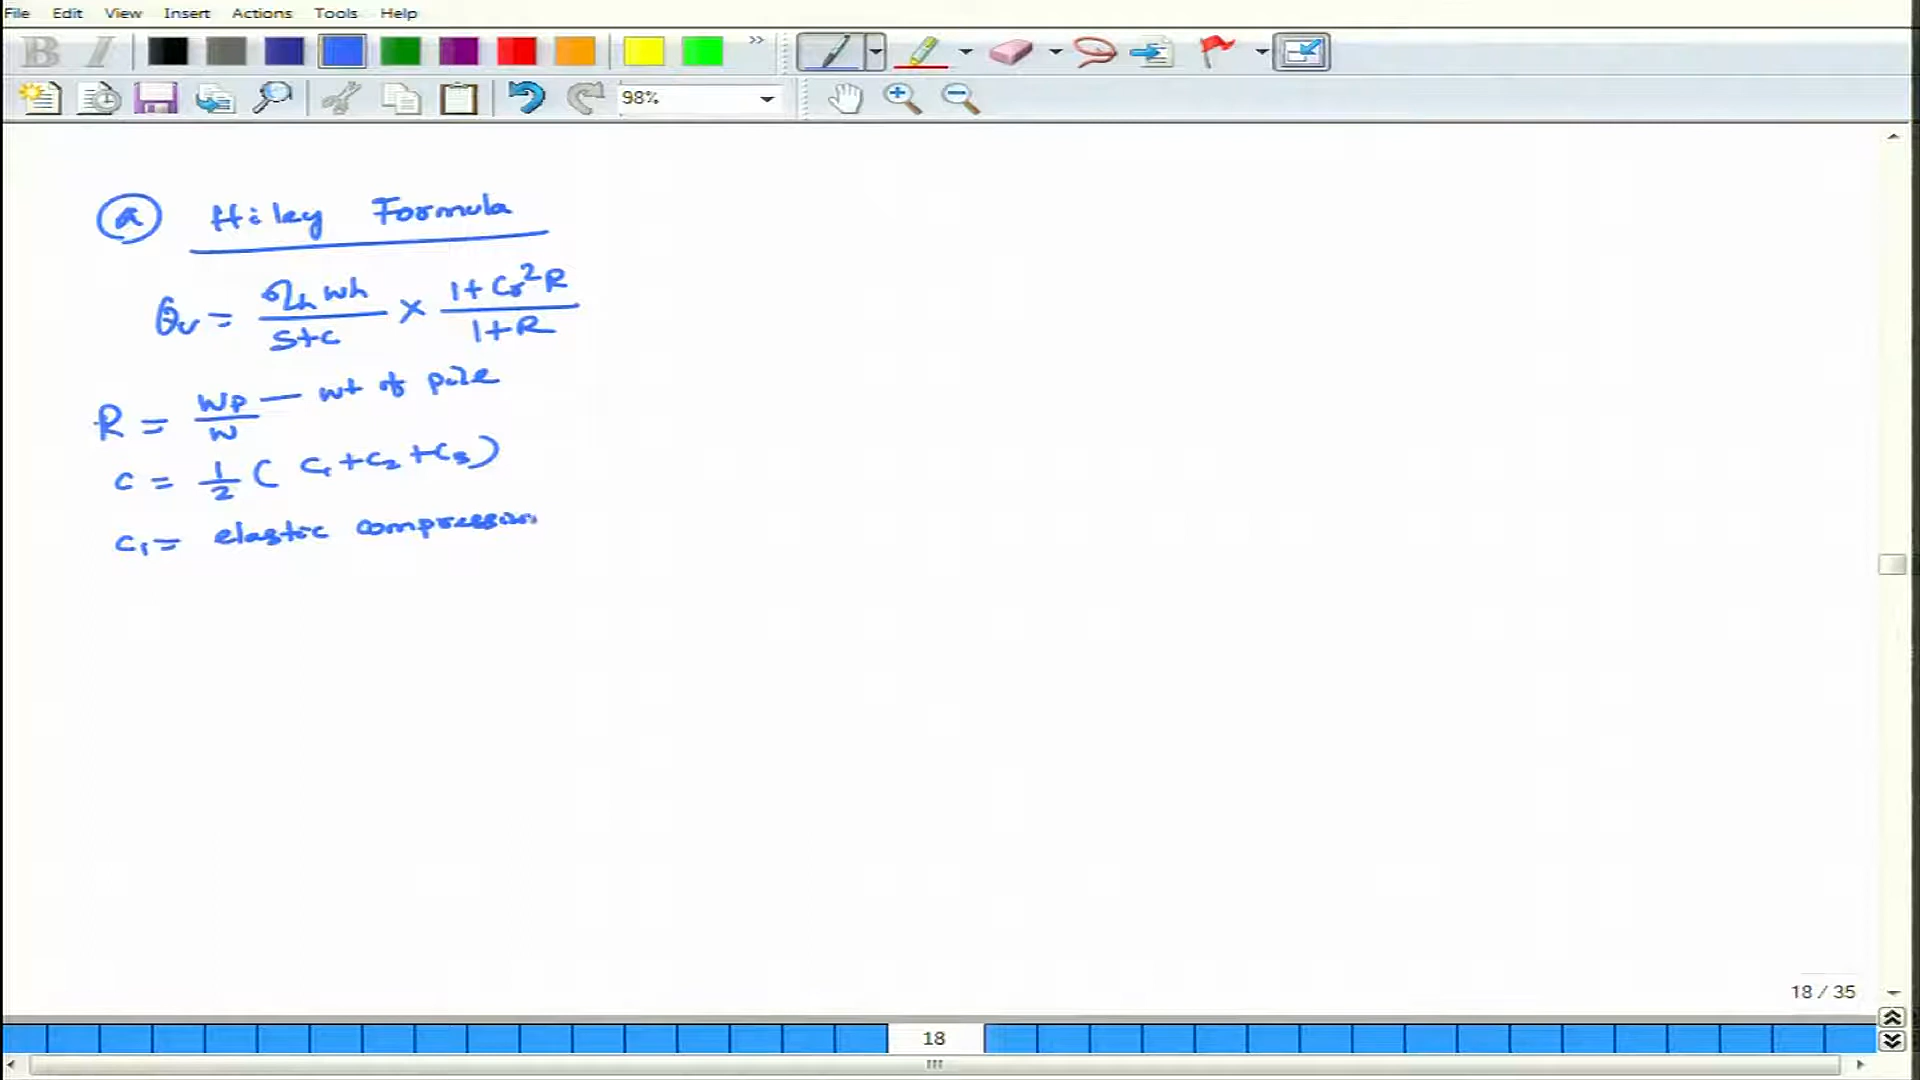 File Edit View Insert Actions Tools Help
B I »
98%
(a) Hiley Formula
Qu = ηh wh / s+c × 1+Cr²R / 1+R
R = Wp / W — wt of pile
c = 1/2 ( c1+c2+c3)
c1= elastic compression
18 / 35
18